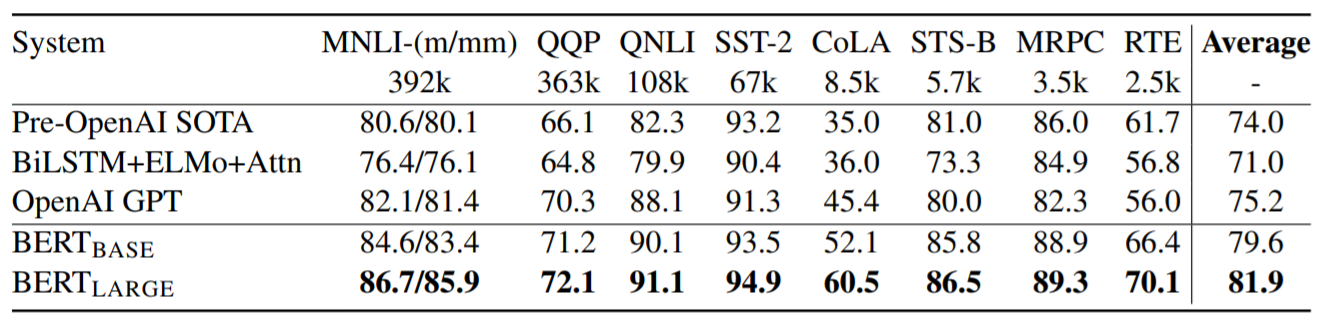 System MNLI-(m/mm) QQP QNLI SST-2 CoLA STS-B MRPC RTE Average
392k 363k 108k 67k 8.5k 5.7k 3.5k 2.5k -
Pre-OpenAI SOTA 80.6/80.1 66.1 82.3 93.2 35.0 81.0 86.0 61.7 74.0
BiLSTM+ELMo+Attn 76.4/76.1 64.8 79.9 90.4 36.0 73.3 84.9 56.8 71.0
OpenAI GPT 82.1/81.4 70.3 88.1 91.3 45.4 80.0 82.3 56.0 75.2
BERTBASE 84.6/83.4 71.2 90.1 93.5 52.1 85.8 88.9 66.4 79.6
BERTLARGE 86.7/85.9 72.1 91.1 94.9 60.5 86.5 89.3 70.1 81.9